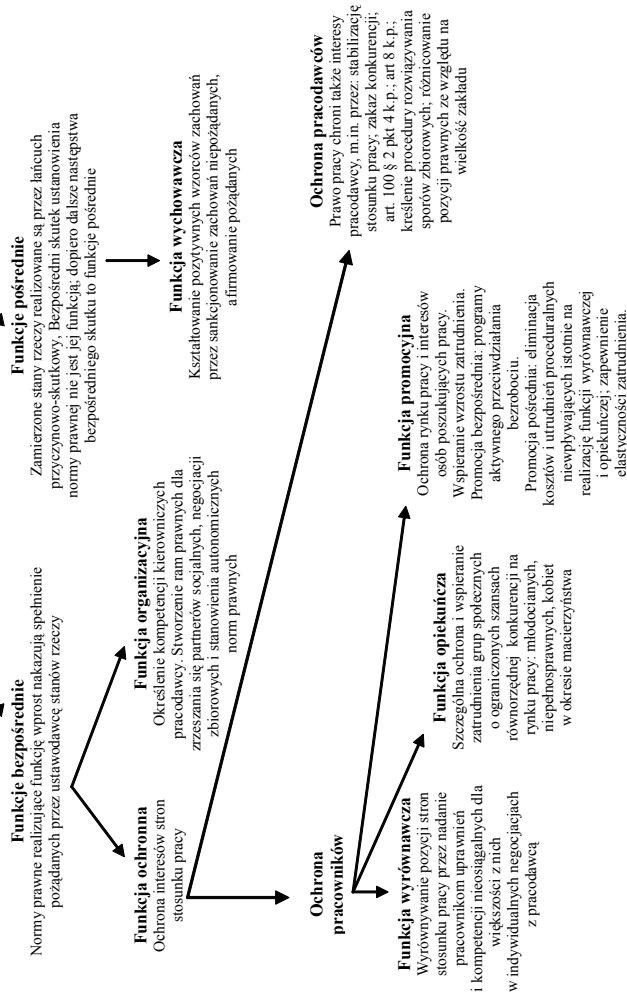 Funkcje bezpośrednie
Normy prawne realizujące funkcję wprost nakazują spełnienie
pożądanych przez ustawodawcę stanów rzeczy
Funkcje pośrednie
Zamierzone stany rzeczy realizowane są przez łańcuch
przyczynowo-skutkowy. Bezpośredni skutek ustanowienia
normy prawnej nie jest jej funkcją; dopiero dalsze następstwa
bezpośredniego skutku to funkcje pośrednie
Funkcja ochronna
Ochrona interesów stron
stosunku pracy
Funkcja organizacyjna
Określenie kompetencji kierowniczych
pracodawcy. Stworzenie ram prawnych dla
zrzeszania się partnerów socjalnych, negocjacji
zbiorowych i stanowienia autonomicznych
norm prawnych
Funkcja wychowawcza
Kształtowanie pozytywnych wzorców zachowań
przez sankcjonowanie zachowań niepożądanych,
a afirmowanie pożądanych
Ochrona
pracowników
Ochrona pracodawców
Prawo pracy chroni także interesy
pracodawcy, m.in. przez: stabilizację
stosunku pracy; zakaz konkurencji;
art. 100 § 2 pkt 4 k.p.; art 8 k.p.;
kreślenie procedury rozwiązywania
sporów zbiorowych; różnicowanie
pozycji prawnych ze względu na
wielkość zakładu
Funkcja wyrównawcza
Wyrównywanie pozycji stron
stosunku pracy przez nadanie
pracownikom uprawnień
i kompetencji nieosiągalnych dla
większości z nich
w indywidualnych negocjacjach
z pracodawcą
Funkcja opiekuńcza
Szczególna ochrona i wspieranie
zatrudnienia grup społecznych
o ograniczonych szansach
równorzędnej konkurencji na
rynku pracy: młodocianych,
niepełnosprawnych, kobiet
w okresie macierzyństwa
Funkcja promocyjna
Ochrona rynku pracy i interesów
osób poszukujących pracy.
Wspieranie wzrostu zatrudnienia.
Promocja bezpośrednia: programy
aktywnego przeciwdziałania
bezrobociu.
Promocja pośrednia: eliminacja
kosztów i utrudnień proceduralnych
niewpływających istotnie na
realizację funkcji wyrównawczej
i opiekuńczej; zapewnienie
elastyczności zatrudnienia.